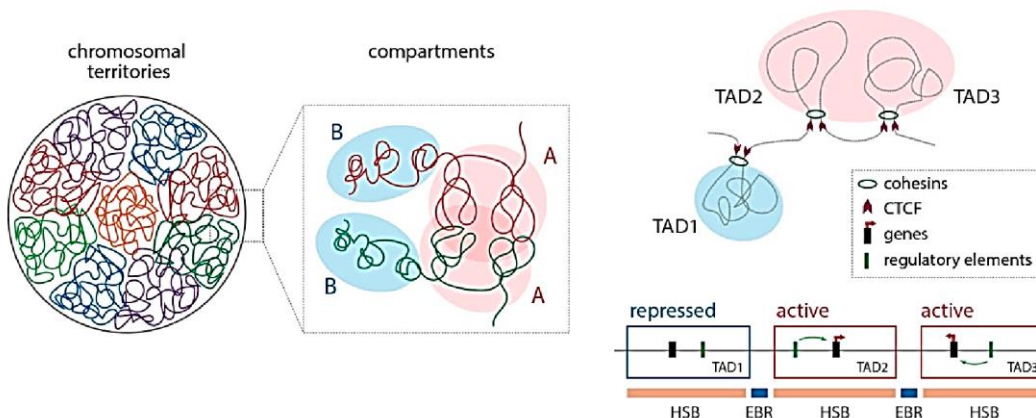 chromosomal
territories
compartments
B
A
B
A
TAD2
TAD3
TAD1
cohesins
CTCF
genes
regulatory elements
repressed
active
active
TAD1
TAD2
TAD3
HSB
EBR
HSB
EBR
HSB